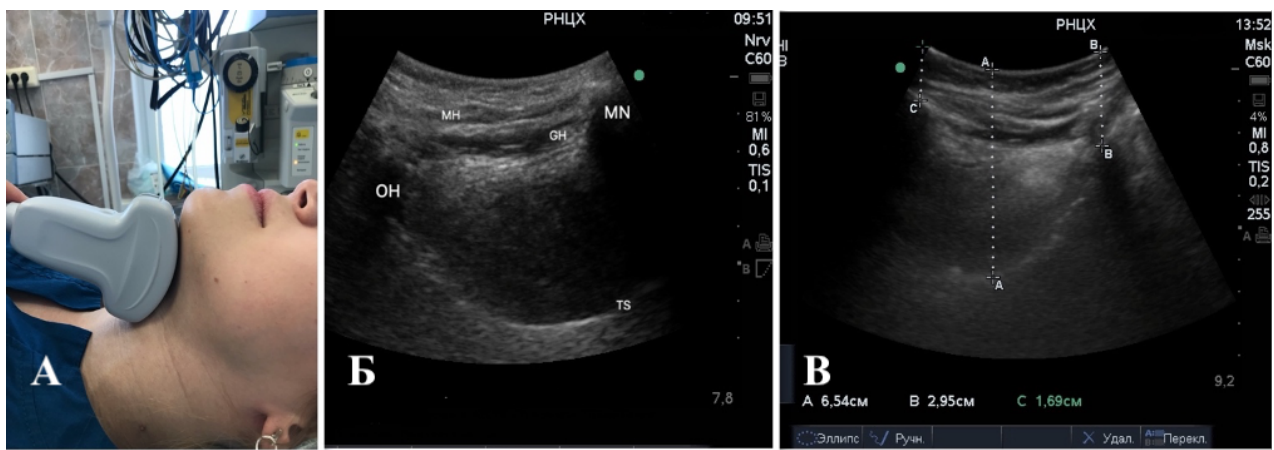 А
РНЦХ
09:51
Nrv
C60
81%
MI
0,6
TIS
0,1
MH
GH
MN
OH
TS
A
B
Б
7,8
РНЦХ
13:52
Msk
C60
4%
MI
0,8
TIS
0,2
255
A
B
A
C
B
A
В
9,2
A 6,54см
B 2,95см
C 1,69см
Эллипс
Ручн.
Удал.
Перекл.